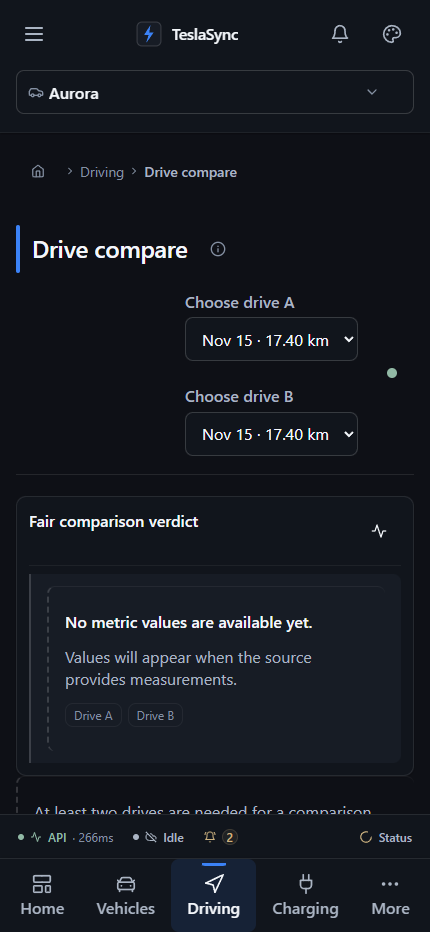 TeslaSync
Aurora
Driving
Drive compare
Drive compare
Choose drive A
Nov 15 · 17.40 km
Choose drive B
Nov 15 · 17.40 km
Fair comparison verdict
No metric values are available yet.
Values will appear when the source
provides measurements.
Drive A
Drive B
At least two drives are needed for a comparison
API · 266ms
Idle
2
Status
Home
Vehicles
Driving
Charging
More